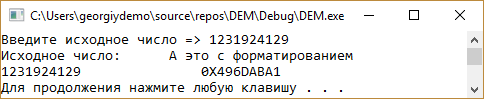 C:\Users\georgiydemo\source\repos\DEM\Debug\DEM.exe
Введите исходное число => 1231924129
Исходное число: А это с форматированием
1231924129 0X496DABA1
Для продолжения нажмите любую клавишу . . .